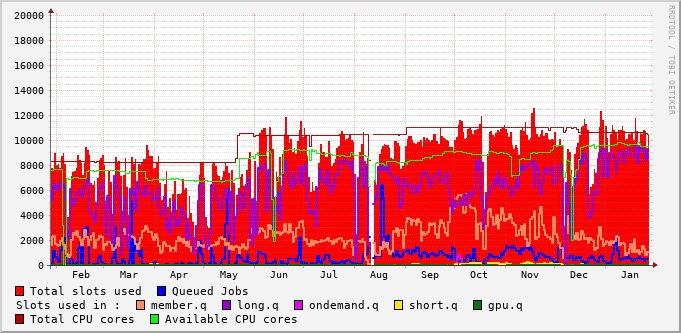 RRDTOOL / TOBI OETIKER
20000
18000
16000
14000
12000
10000
8000
6000
4000
2000
0
Feb Mar Apr May Jun Jul Aug Sep Oct Nov Dec Jan
Total slots used Queued Jobs
Slots used in : member.q long.q ondemand.q short.q gpu.q
Total CPU cores Available CPU cores